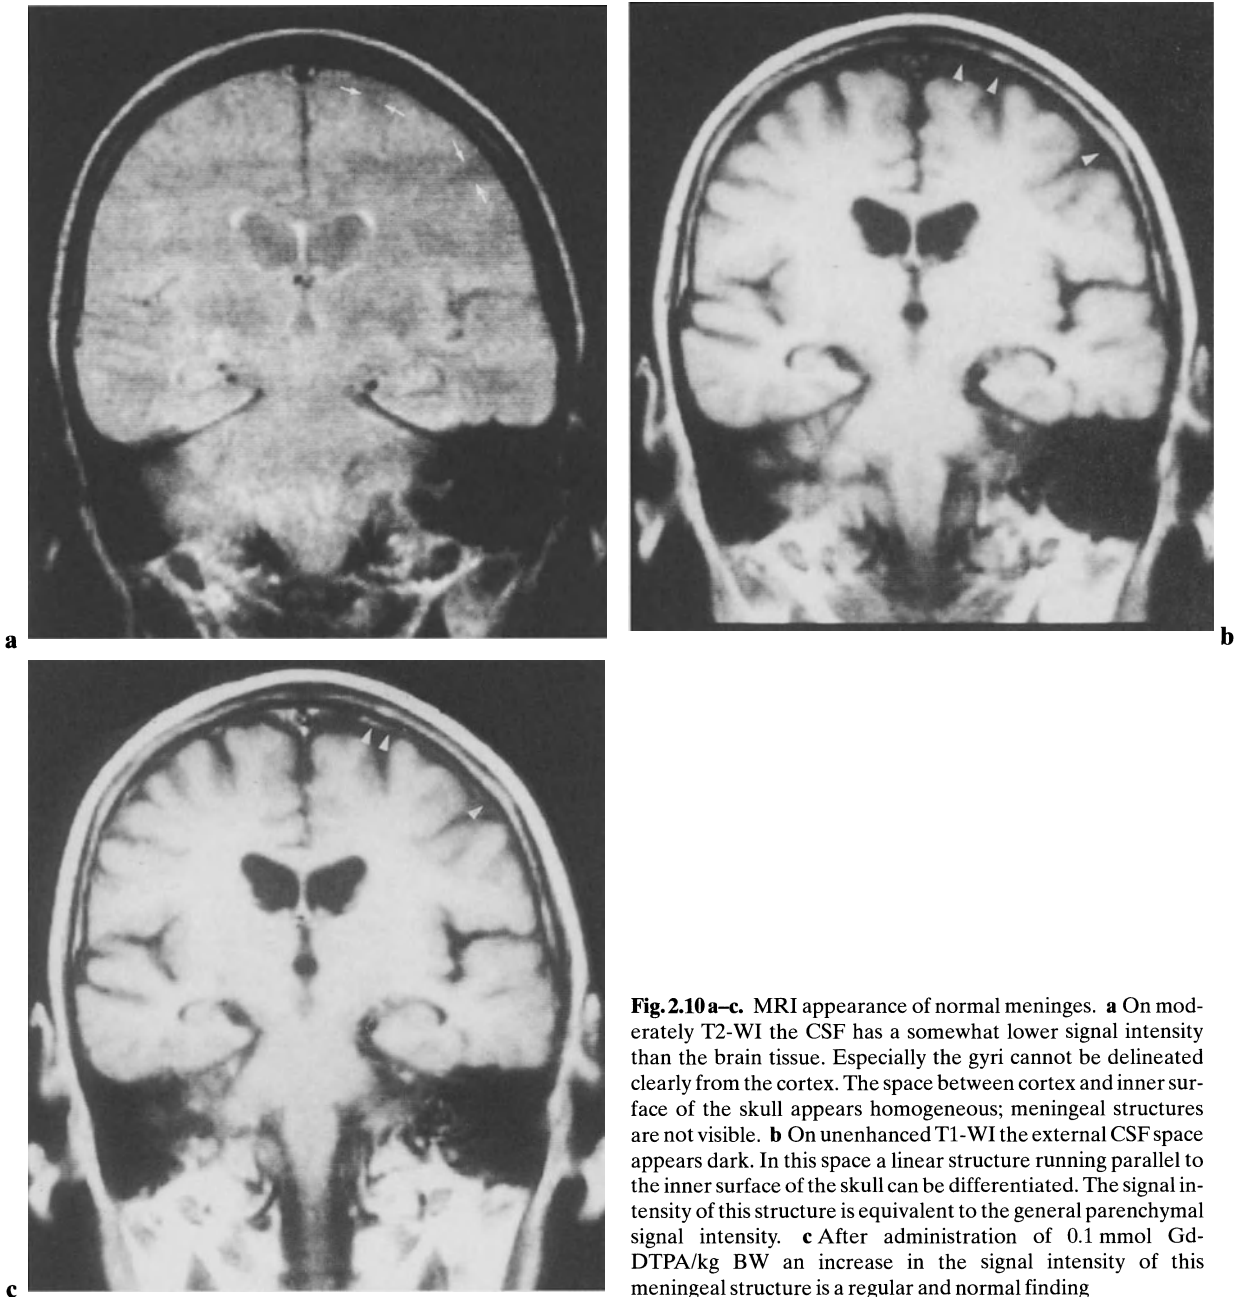 a
b
c
Fig. 2.10 a–c. MRI appearance of normal meninges. a On mod-
erately T2-WI the CSF has a somewhat lower signal intensity
than the brain tissue. Especially the gyri cannot be delineated
clearly from the cortex. The space between cortex and inner sur-
face of the skull appears homogeneous; meningeal structures
are not visible. b On unenhanced T1-WI the external CSF space
appears dark. In this space a linear structure running parallel to
the inner surface of the skull can be differentiated. The signal in-
tensity of this structure is equivalent to the general parenchymal
signal intensity. c After administration of 0.1 mmol Gd-
DTPA/kg BW an increase in the signal intensity of this
meningeal structure is a regular and normal finding